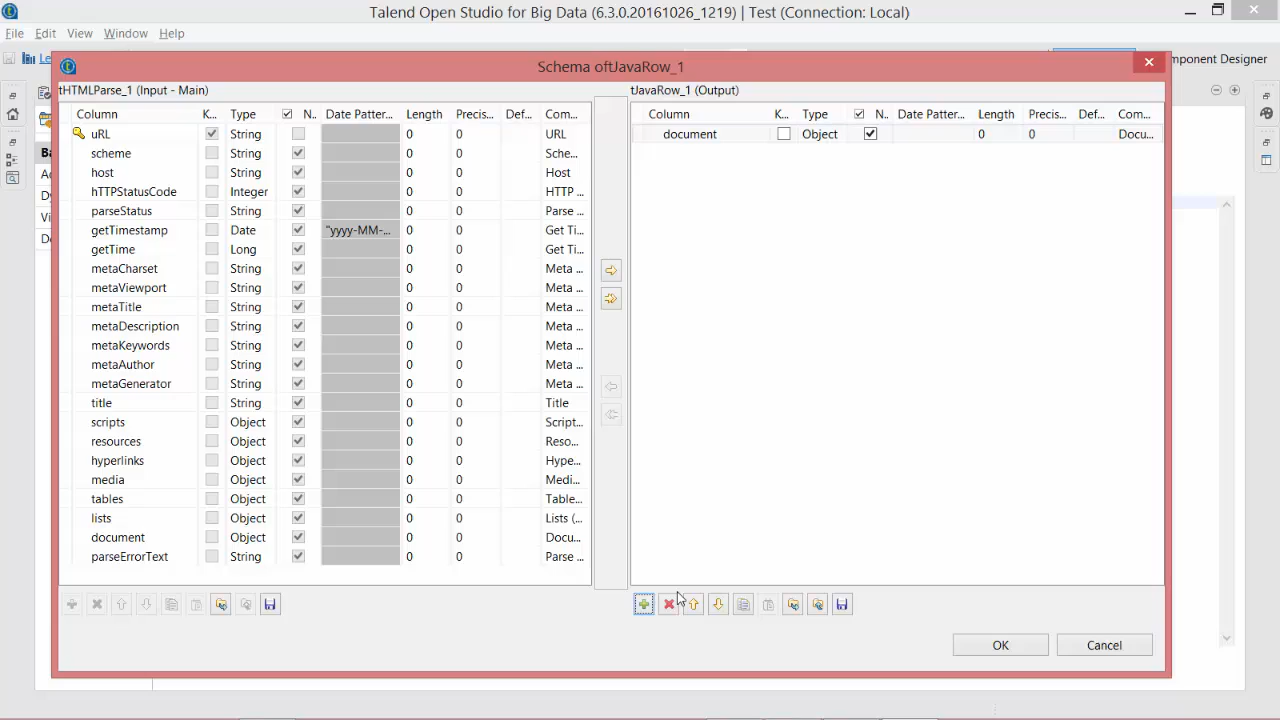 Talend Open Studio for Big Data (6.3.0.20161026_1219) | Test (Connection: Local)
File Edit View Window Help
Le
mponent Designer
Schema oftJavaRow_1
tHTMLParse_1 (Input - Main)
Column K... Type N.. Date Patter... Length Precis... Def... Com...
uRL String 0 0 URL
scheme String 0 0 Sche...
host String 0 0 Host
hTTPStatusCode Integer 0 0 HTTP ...
parseStatus String 0 0 Parse ...
getTimestamp Date "yyyy-MM-... 0 0 Get Ti...
getTime Long 0 0 Get Ti...
metaCharset String 0 0 Meta ...
metaViewport String 0 0 Meta ...
metaTitle String 0 0 Meta ...
metaDescription String 0 0 Meta ...
metaKeywords String 0 0 Meta ...
metaAuthor String 0 0 Meta ...
metaGenerator String 0 0 Meta ...
title String 0 0 Title
scripts Object 0 0 Script...
resources Object 0 0 Reso...
hyperlinks Object 0 0 Hype...
media Object 0 0 Medi...
tables Object 0 0 Table...
lists Object 0 0 Lists (...
document Object 0 0 Docu...
parseErrorText String 0 0 Parse ...
tJavaRow_1 (Output)
Column K... Type N.. Date Patter... Length Precis... Def... Com...
document Object 0 0 Docu...
Ba
A
Dy
Vi
D
OK Cancel